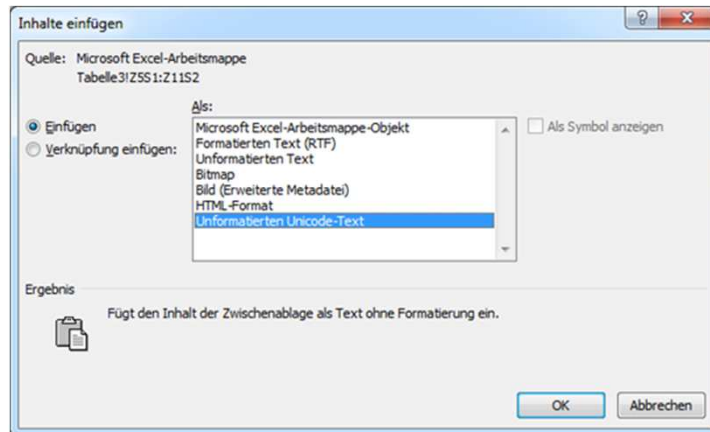 Inhalte einfügen
Quelle: Microsoft Excel-Arbeitsmappe
Tabelle3!Z5S1:Z11S2
Als:
Einfügen
Verknüpfung einfügen:
Microsoft Excel-Arbeitsmappe-Objekt
Formatierten Text (RTF)
Unformatierten Text
Bitmap
Bild (Erweiterte Metadatei)
HTML-Format
Unformatierten Unicode-Text
Als Symbol anzeigen
Ergebnis
Fügt den Inhalt der Zwischenablage als Text ohne Formatierung ein.
OK
Abbrechen